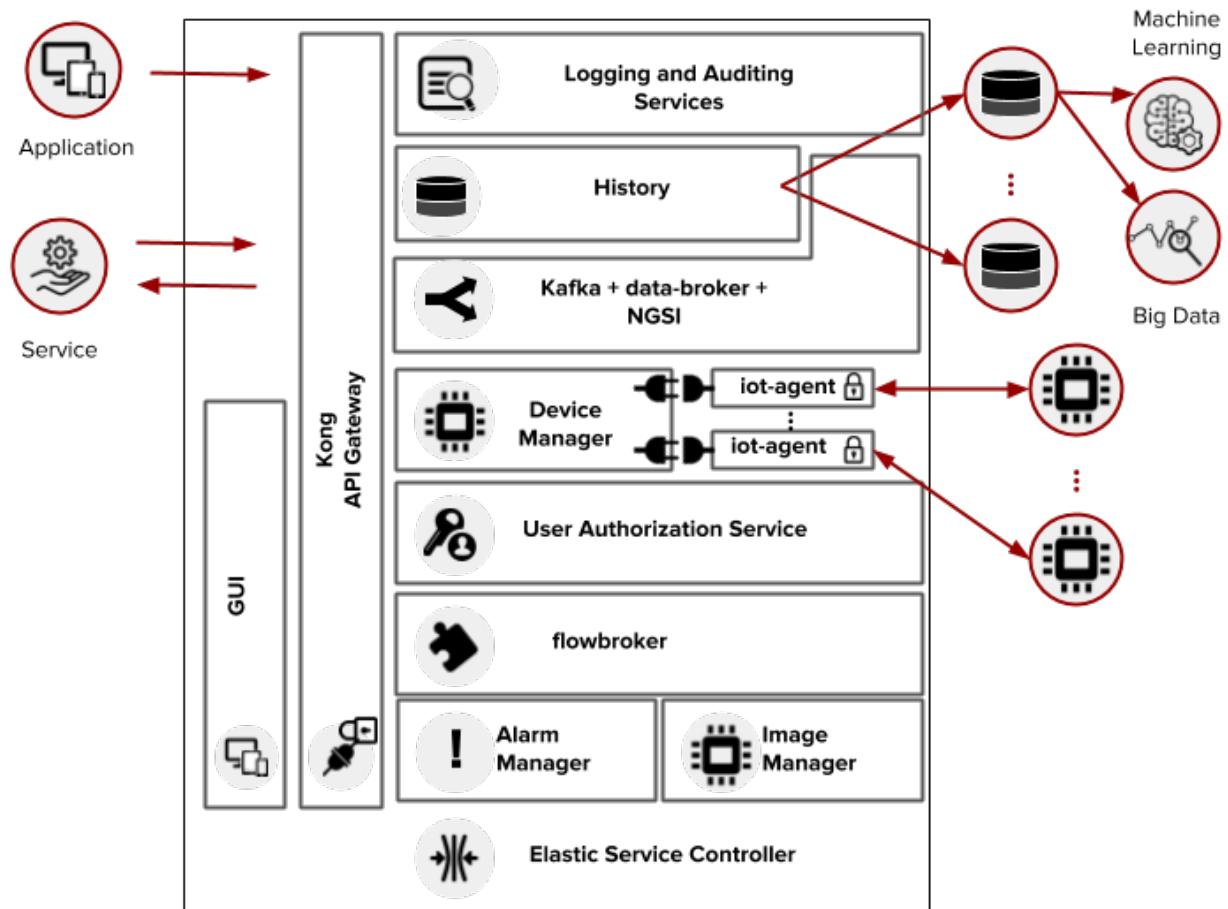 Machine
Learning
Application
Logging and Auditing
Services
History
Service
Kafka + data-broker +
NGSI
Big Data
Kong
API Gateway
Device
Manager
iot-agent
iot-agent
User Authorization Service
GUI
flowbroker
Alarm
Manager
Image
Manager
Elastic Service Controller